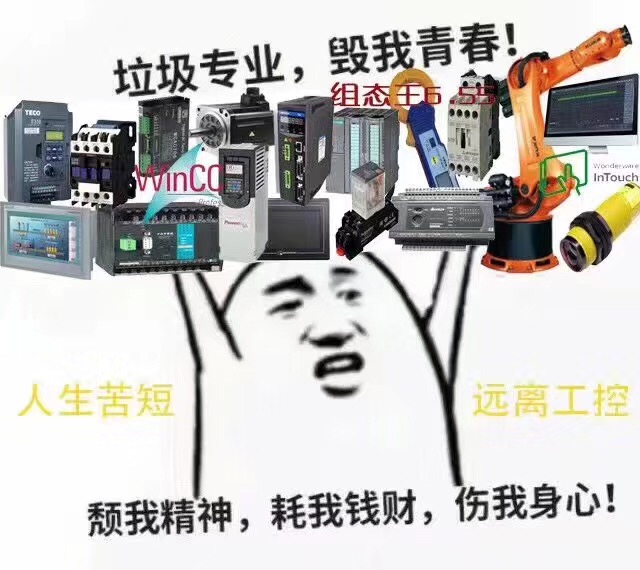 垃圾专业，毁我青春！
组态王6.55
TECO
WinCC
Profes
Wonderware
InTouch
人生苦短
远离工控
颓我精神，耗我钱财，伤我身心！